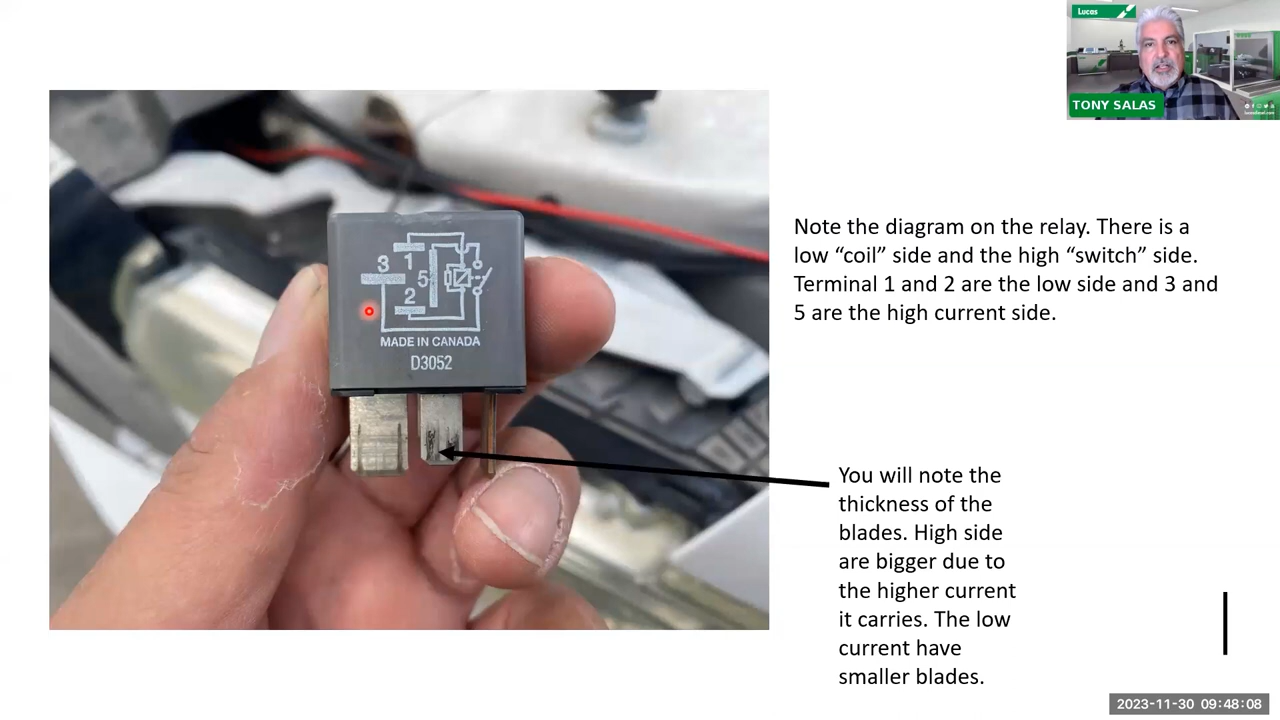 Lucas
TONY SALAS
Note the diagram on the relay. There is a
low “coil” side and the high “switch” side.
Terminal 1 and 2 are the low side and 3 and
5 are the high current side.
3
1
5
2
MADE IN CANADA
D3052
You will note the
thickness of the
blades. High side
are bigger due to
the higher current
it carries. The low
current have
smaller blades.
2023-11-30 09:48:08